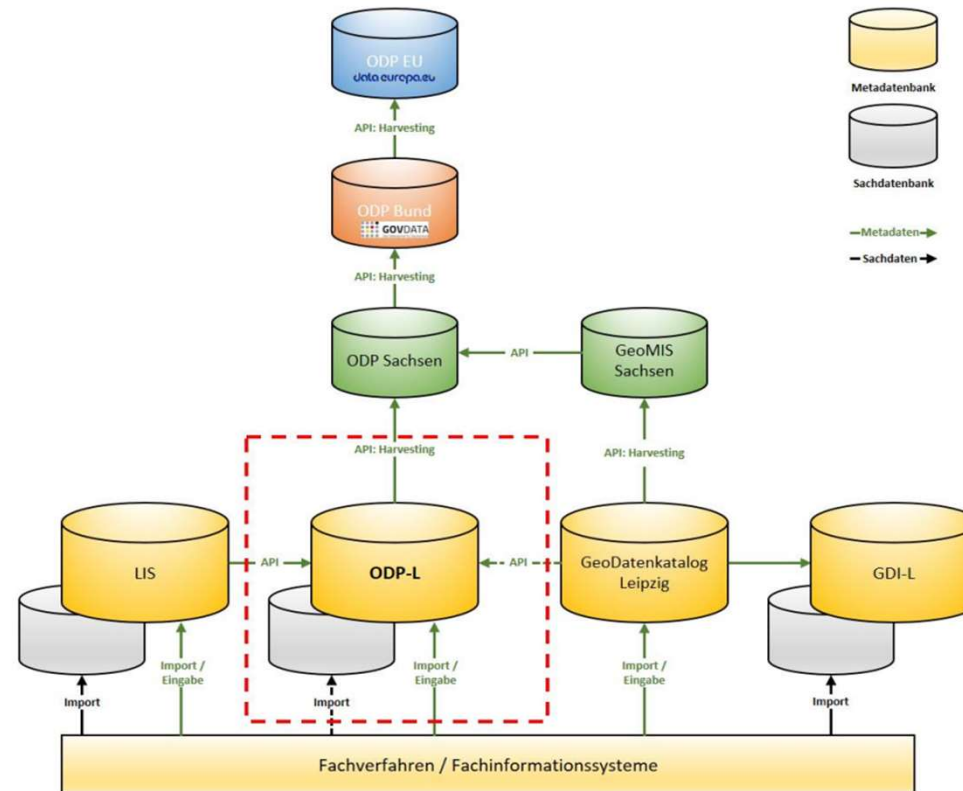 ODP EU
data europa.eu
Metadatenbank
API: Harvesting
ODP Bund
GOVDATA
Sachdatenbank
Metadaten
Sachdaten
API: Harvesting
ODP Sachsen
API
GeoMIS
Sachsen
API: Harvesting
API: Harvesting
LIS
API
ODP-L
API
GeoDatenkatalog
Leipzig
GDI-L
Import /
Eingabe
Import /
Eingabe
Import /
Eingabe
Import
Import
Import
Fachverfahren / Fachinformationssysteme